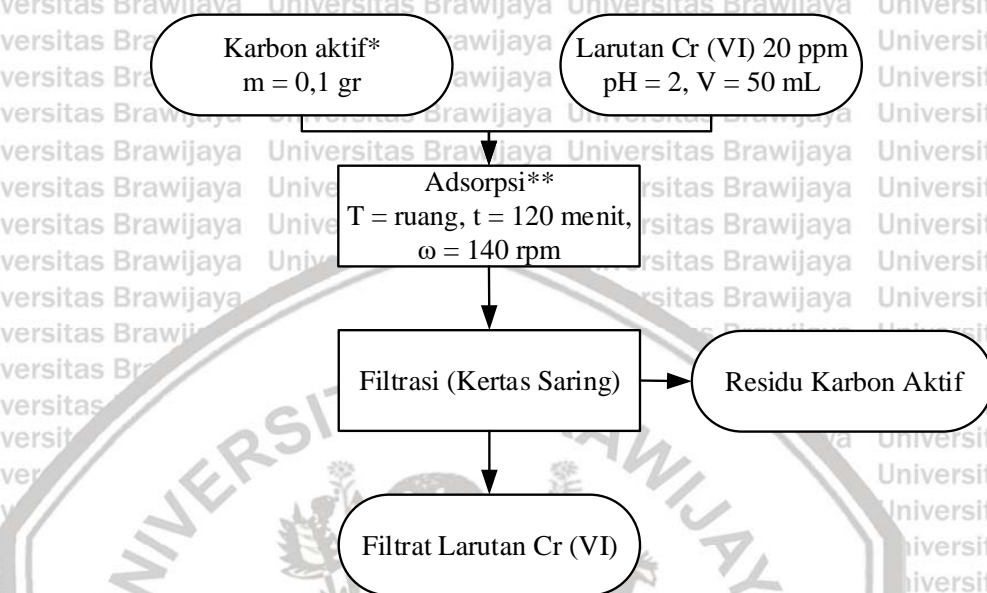 Karbon aktif*
m = 0,1 gr
Larutan Cr (VI) 20 ppm
pH = 2, V = 50 mL
Adsorpsi**
T = ruang, t = 120 menit,
ω = 140 rpm
Filtrasi (Kertas Saring)
Residu Karbon Aktif
Filtrat Larutan Cr (VI)